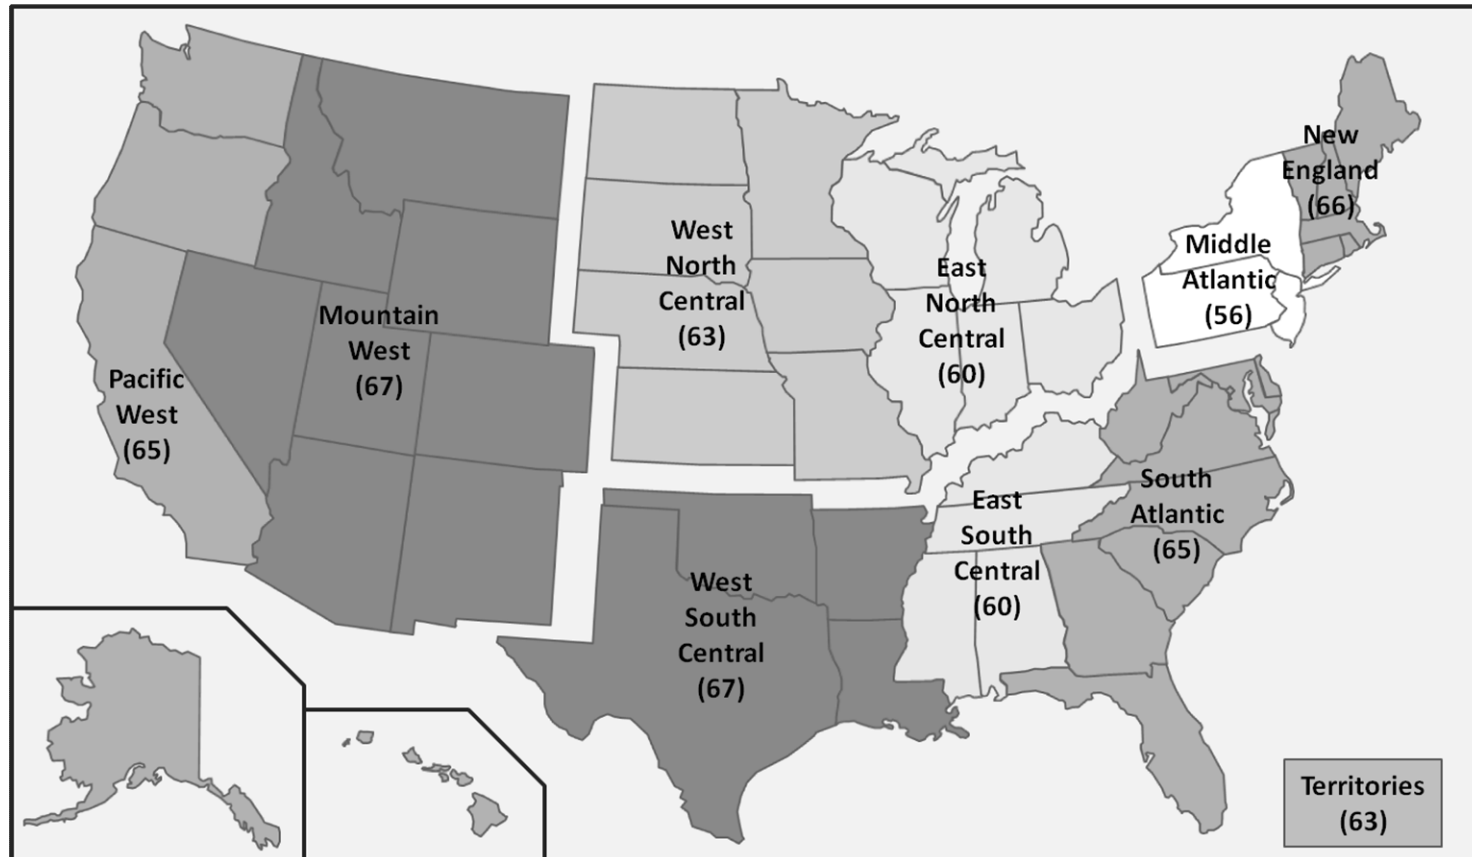 New
England
(66)
Middle
Atlantic
(56)
West
North
Central
(63)
East
North
Central
(60)
Mountain
West
(67)
Pacific
West
(65)
South
Atlantic
(65)
East
South
Central
(60)
West
South
Central
(67)
Territories
(63)